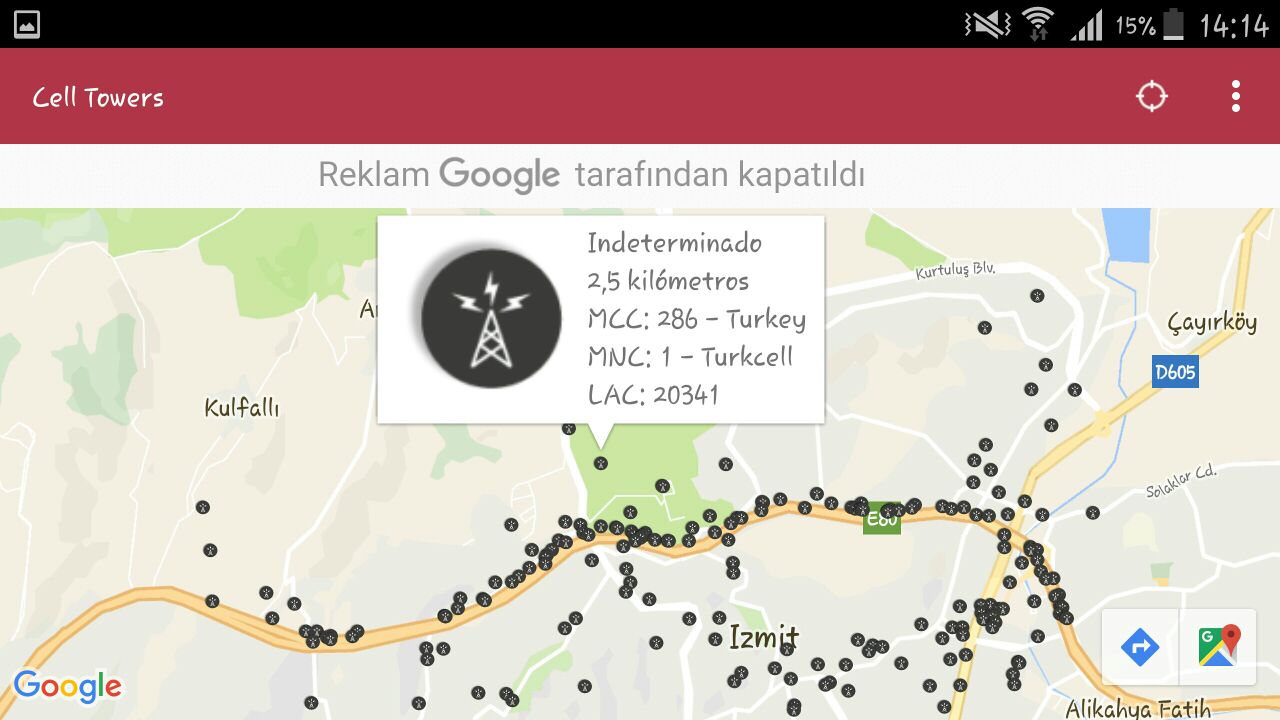 15% 14:14
Cell Towers
Reklam Google tarafından kapatıldı
Indeterminado
2,5 kilómetros
MCC: 286 - Turkey
MNC: 1 - Turkcell
LAC: 20341
Kurtuluş Blv.
Çayırköy
D605
Kulfallı
Solaklar Cd.
E80
Izmit
Google
Alikahya Fatih